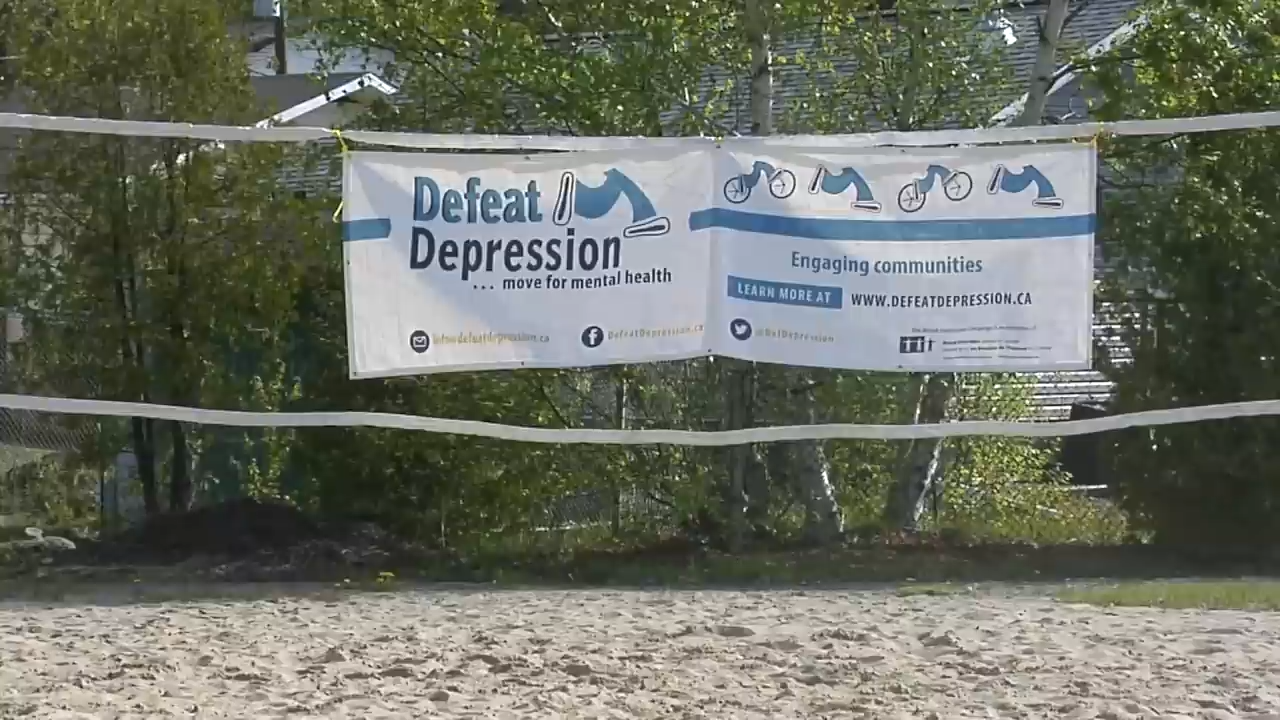 Defeat
Depression
... move for mental health
info@defeatdepression.ca
DefeatDepression.ca
Engaging communities
LEARN MORE AT WWW.DEFEATDEPRESSION.CA
@DefDepression